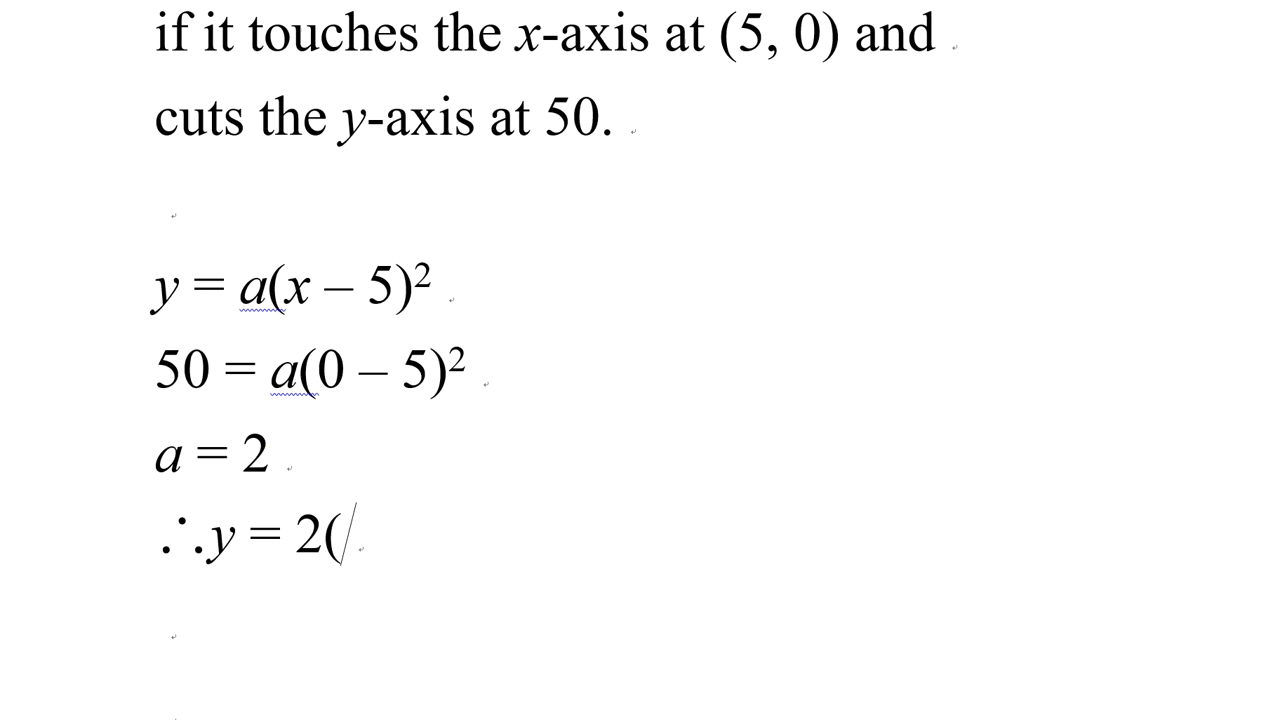 if it touches the x-axis at (5, 0) and
cuts the y-axis at 50.
y = a(x – 5)²
50 = a(0 – 5)²
a = 2
∴y = 2(